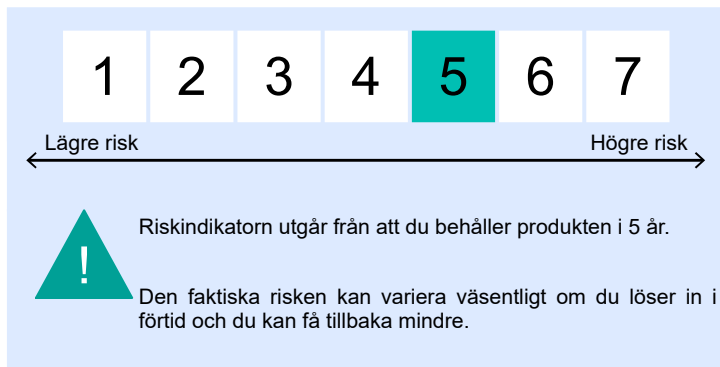 1 2 3 4 5 6 7
Lägre risk Högre risk
!
Riskindikatorn utgår från att du behåller produkten i 5 år.
Den faktiska risken kan variera väsentligt om du löser in i
förtid och du kan få tillbaka mindre.